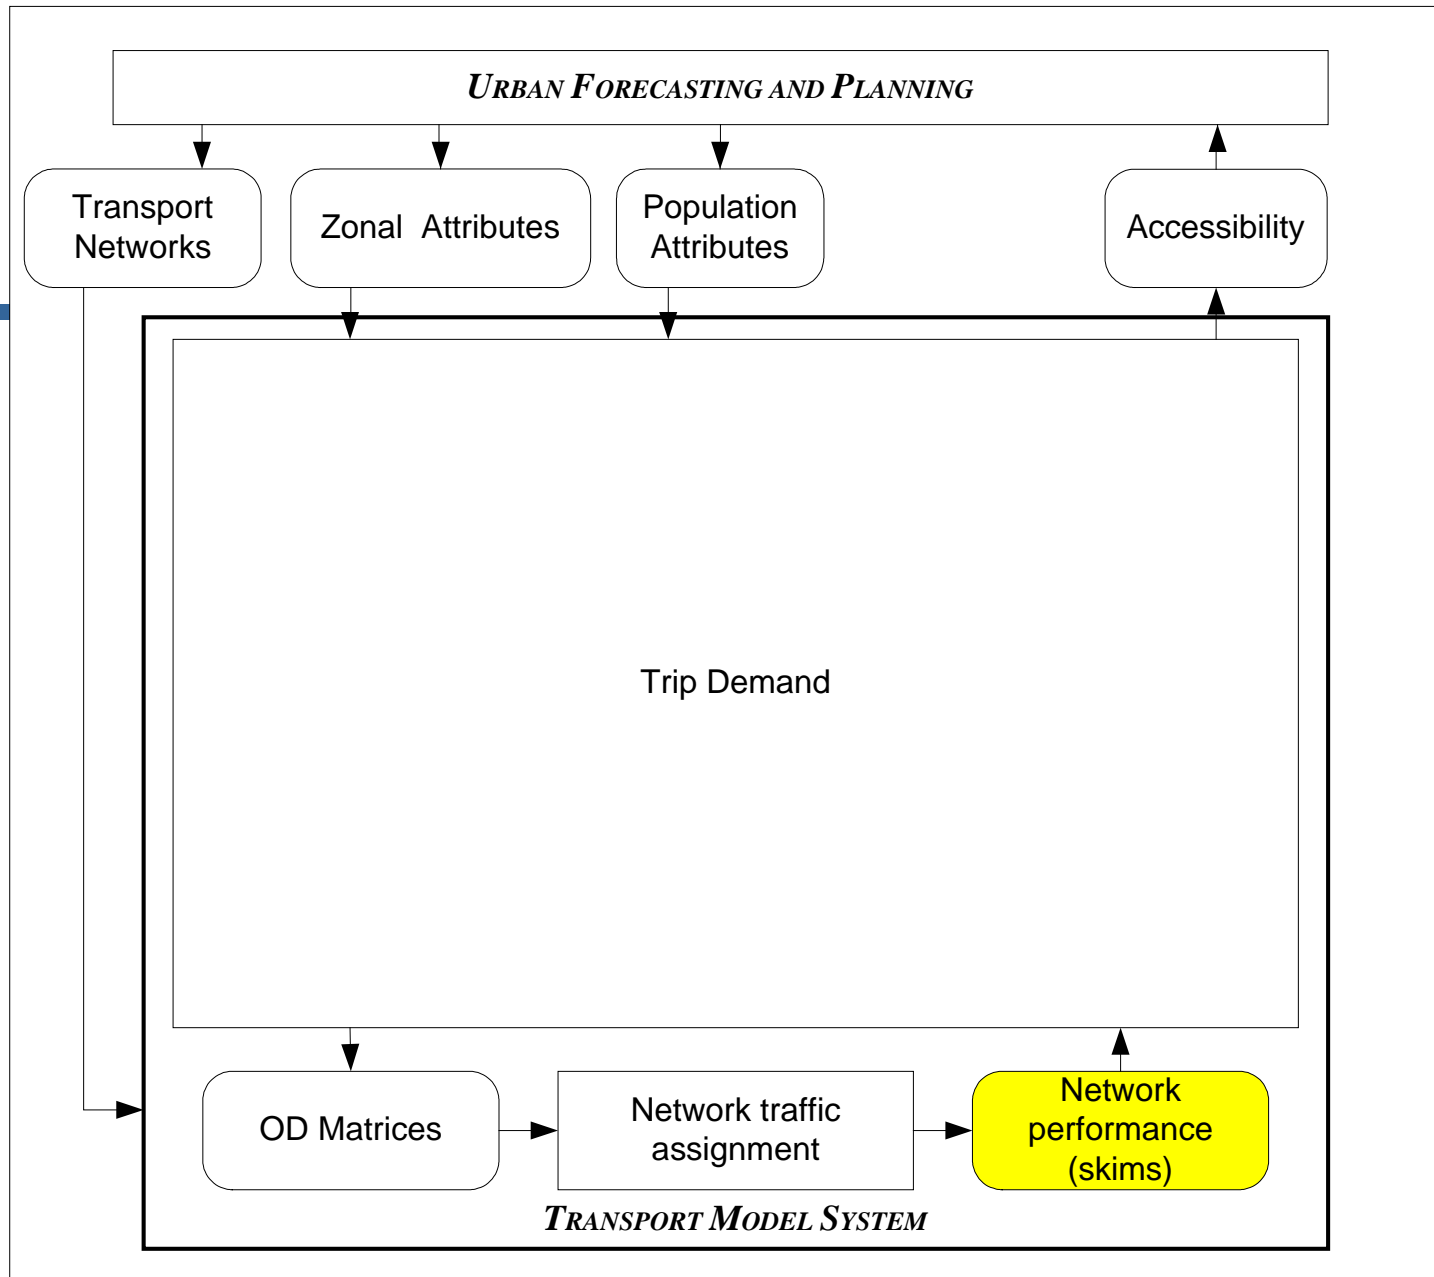 URBAN FORECASTING AND PLANNING
Transport
Networks
Zonal Attributes
Population
Attributes
Accessibility
Trip Demand
OD Matrices
Network traffic
assignment
Network
performance
(skims)
TRANSPORT MODEL SYSTEM